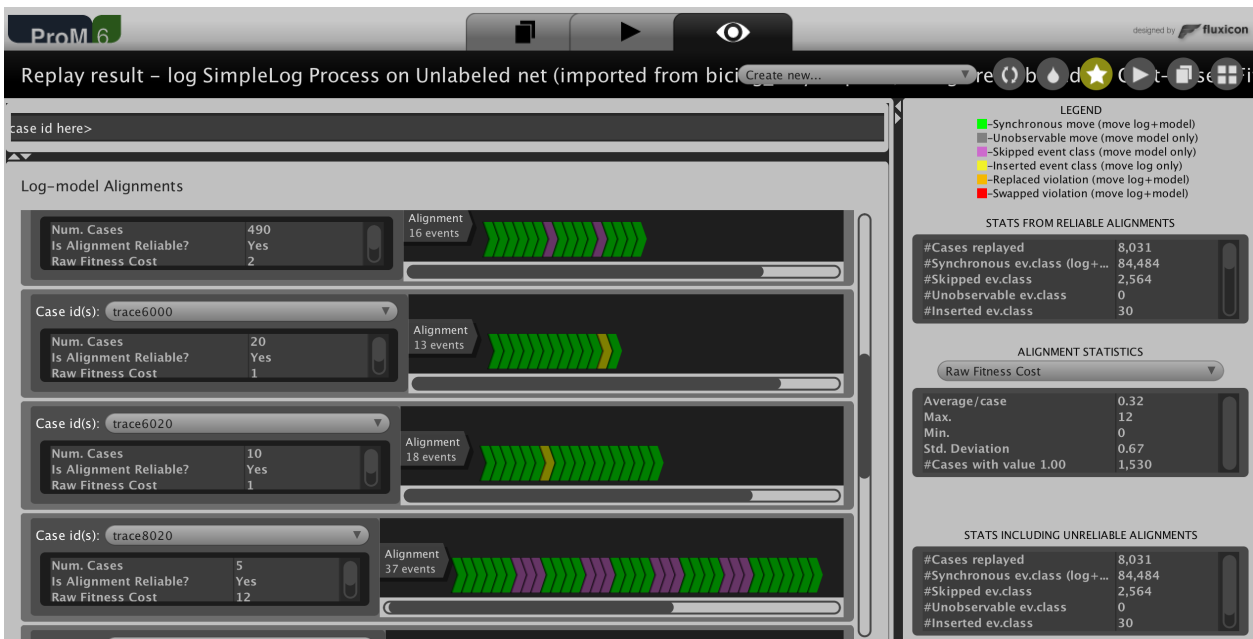 ProM 6
designed by fluxicon
Replay result - log SimpleLog Process on Unlabeled net (imported from bici
Create new...
case id here>
Log-model Alignments
Num. Cases 490
Is Alignment Reliable? Yes
Raw Fitness Cost 2
Alignment
16 events
Case id(s): trace6000
Num. Cases 20
Is Alignment Reliable? Yes
Raw Fitness Cost 1
Alignment
13 events
Case id(s): trace6020
Num. Cases 10
Is Alignment Reliable? Yes
Raw Fitness Cost 1
Alignment
18 events
Case id(s): trace8020
Num. Cases 5
Is Alignment Reliable? Yes
Raw Fitness Cost 12
Alignment
37 events
LEGEND
-Synchronous move (move log+model)
-Unobservable move (move model only)
-Skipped event class (move model only)
-Inserted event class (move log only)
-Replaced violation (move log+model)
-Swapped violation (move log+model)
STATS FROM RELIABLE ALIGNMENTS
#Cases replayed 8,031
#Synchronous ev.class (log+... 84,484
#Skipped ev.class 2,564
#Unobservable ev.class 0
#Inserted ev.class 30
ALIGNMENT STATISTICS
Raw Fitness Cost
Average/case 0.32
Max. 12
Min. 0
Std. Deviation 0.67
#Cases with value 1.00 1,530
STATS INCLUDING UNRELIABLE ALIGNMENTS
#Cases replayed 8,031
#Synchronous ev.class (log+... 84,484
#Skipped ev.class 2,564
#Unobservable ev.class 0
#Inserted ev.class 30